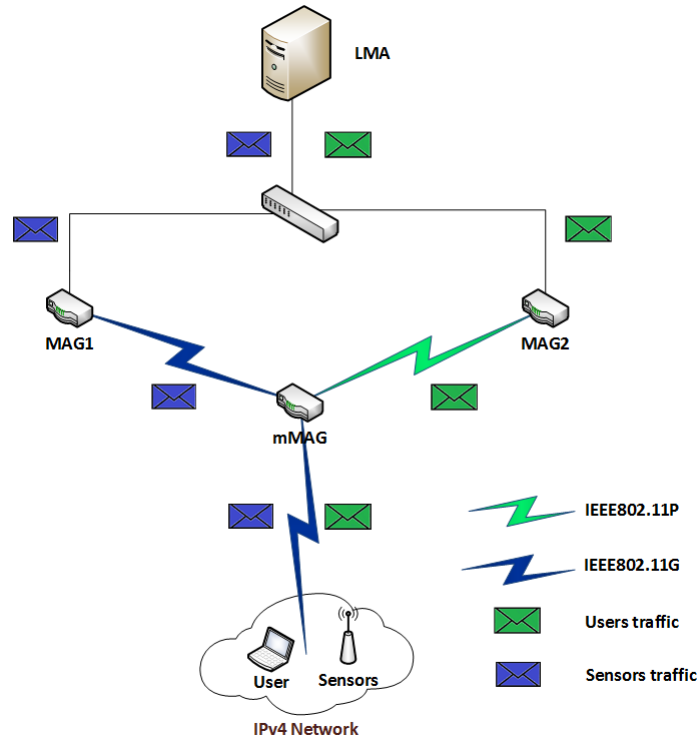 LMA
MAG1
MAG2
mMAG
IEEE802.11P
IEEE802.11G
Users traffic
Sensors traffic
User
Sensors
IPv4 Network